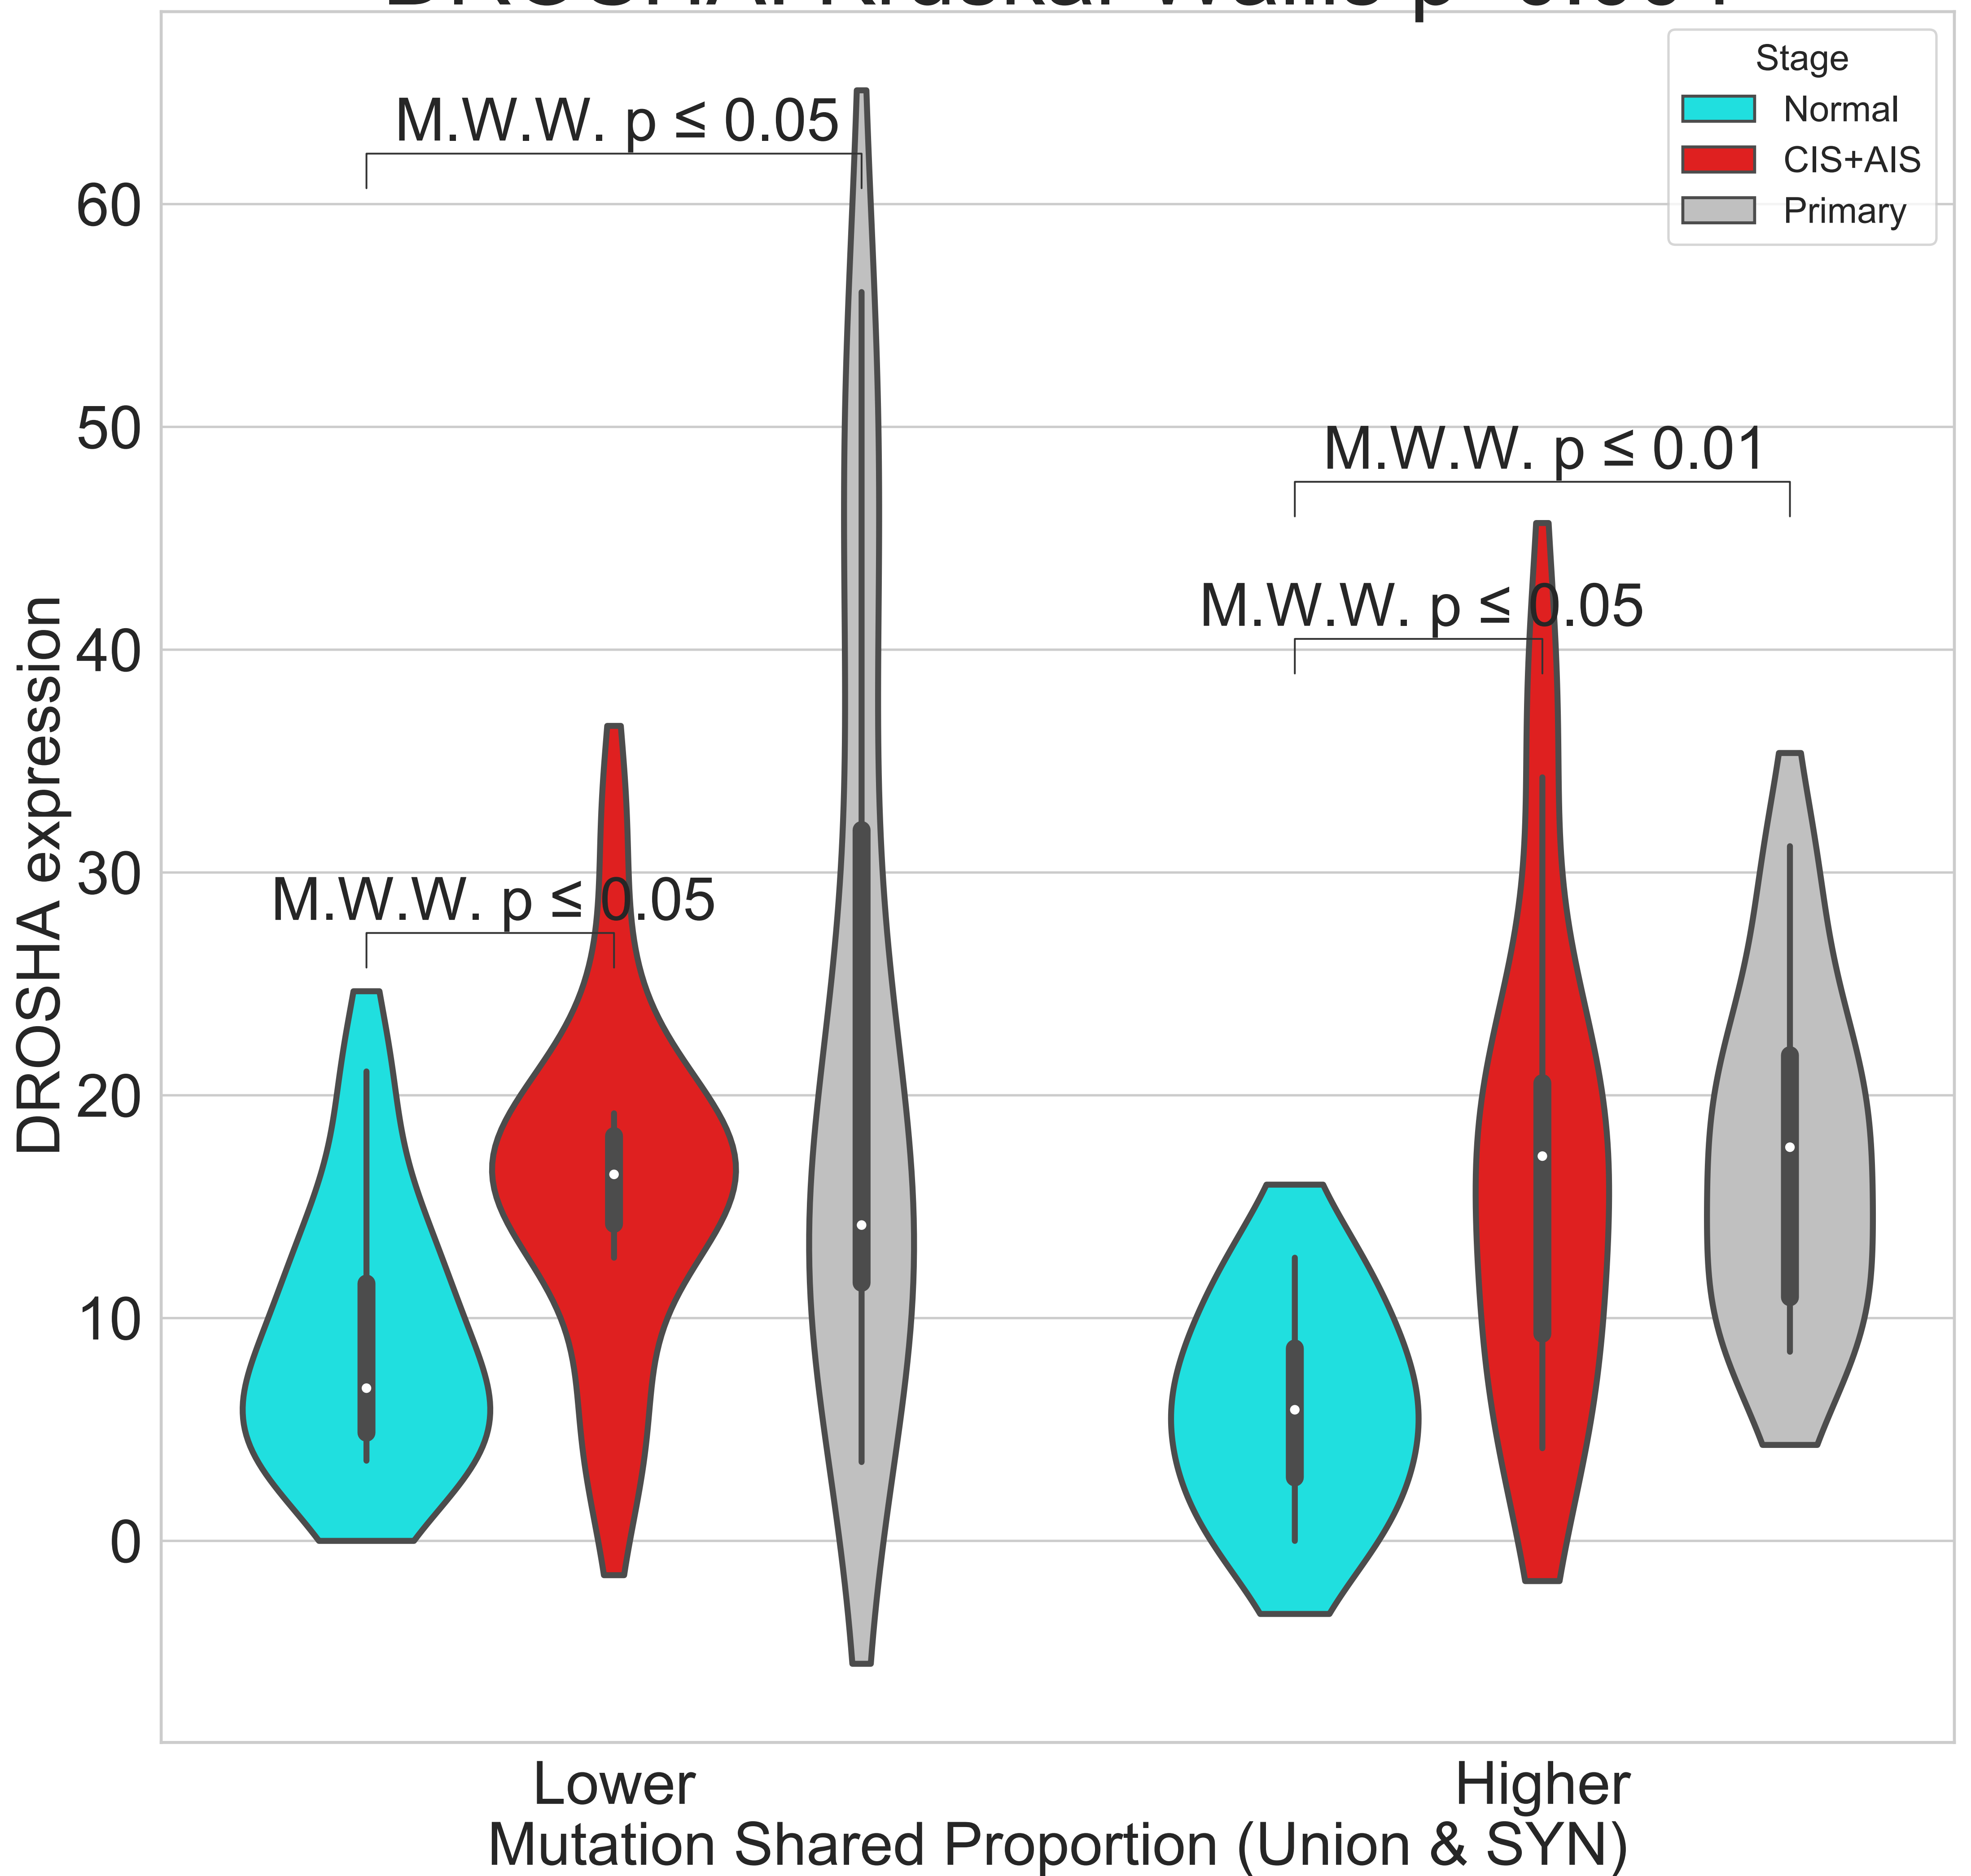 Stage
Normal
CIS+AIS
Primary
M.W.W. p ≤ 0.05
M.W.W. p ≤ 0.01
M.W.W. p ≤ 0.05
M.W.W. p ≤ 0.05
60
50
40
30
20
10
0
DROSHA expression
Lower
Higher
Mutation Shared Proportion (Union & SYN)